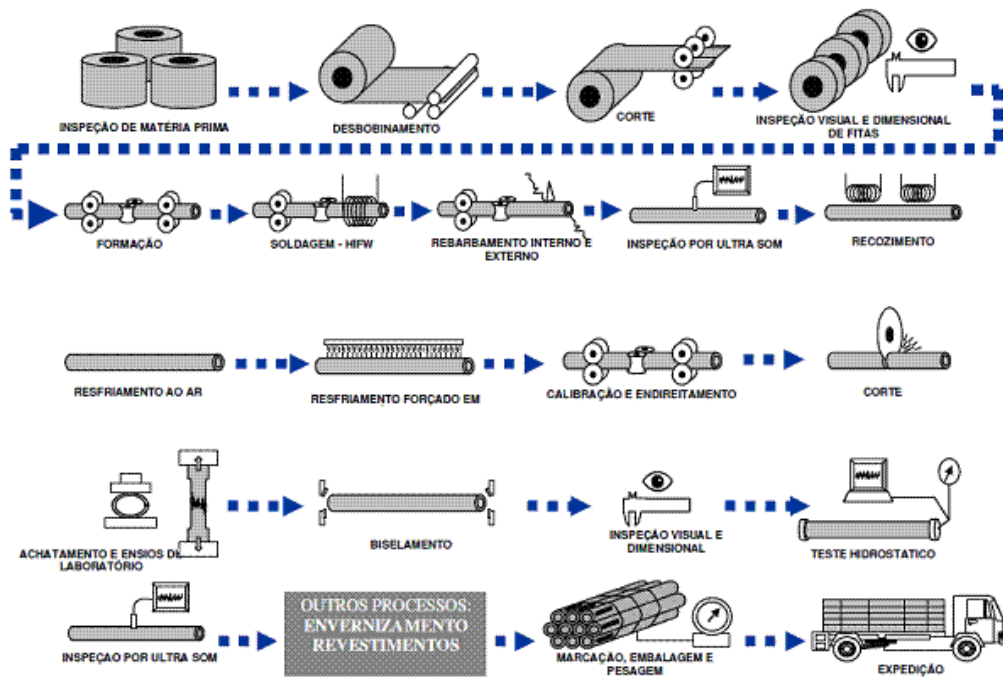 INSPEÇÃO DE MATÉRIA PRIMA
DESBOBINAMENTO
CORTE
INSPEÇÃO VISUAL E DIMENSIONAL
DE FITAS
FORMAÇÃO
SOLDAGEM - HIFW
REBARBAMENTO INTERNO E
EXTERNO
INSPEÇÃO POR ULTRA SOM
RECOZIMENTO
RESFRIAMENTO AO AR
RESFRIAMENTO FORÇADO EM
CALIBRAÇÃO E ENDIREITAMENTO
CORTE
ACHATAMENTO E ENSIOS DE
LABORATÓRIO
BISELAMENTO
INSPEÇÃO VISUAL E
DIMENSIONAL
TESTE HIDROSTATICO
INSPEÇAO POR ULTRA SOM
OUTROS PROCESSOS:
ENVERNIZAMENTO
REVESTIMENTOS
MARCAÇÃO, EMBALAGEM E
PESAGEM
EXPEDIÇÃO